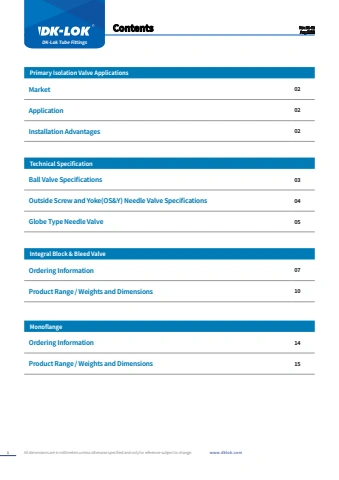 DK-LOK®
DK-Lok Tube Fittings
Contents
Primary Isolation Valve Applications
Market 02
Application 02
Installation Advantages 02
Technical Specification
Ball Valve Specifications 03
Outside Screw and Yoke(OS&Y) Needle Valve Specifications 04
Globe Type Needle Valve 05
Integral Block & Bleed Valve
Ordering Information 07
Product Range / Weights and Dimensions 10
Monoflange
Ordering Information 14
Product Range / Weights and Dimensions 15
All dimensions are in millimeters unless otherwise specified and only for reference subject to change. www.dklok.com